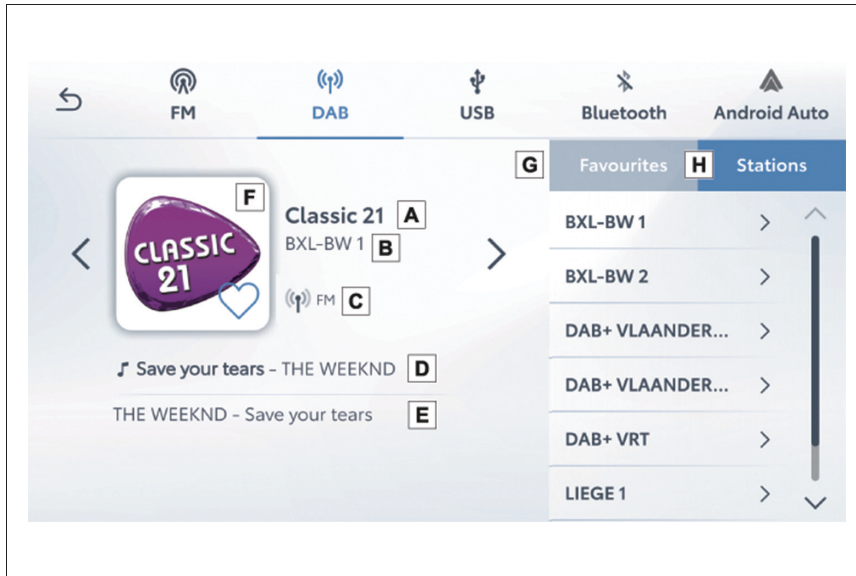 FM
DAB
USB
Bluetooth
Android Auto
G
Favourites
H
Stations
F
CLASSIC
21
Classic 21
A
BXL-BW 1
B
FM
C
Save your tears - THE WEEKND
D
THE WEEKND - Save your tears
E
BXL-BW 1
BXL-BW 2
DAB+ VLAANDER...
DAB+ VLAANDER...
DAB+ VRT
LIEGE 1